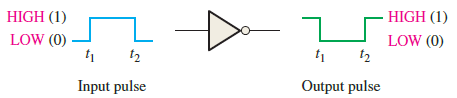 HIGH (1)
HIGH (1)
LOW (0)
LOW (0)
t1 t2
t1 t2
Input pulse
Output pulse